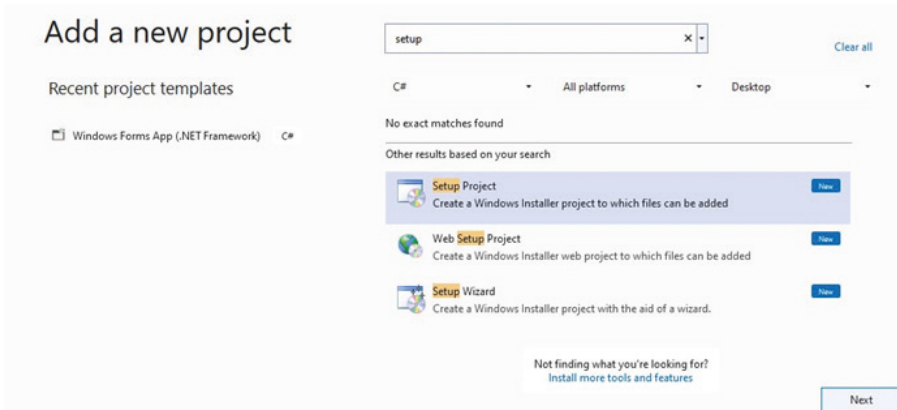 Add a new project
setup
Clear all
Recent project templates
C#
All platforms
Desktop
Windows Forms App (.NET Framework) C#
No exact matches found
Other results based on your search
Setup Project
New
Create a Windows Installer project to which files can be added
Web Setup Project
New
Create a Windows Installer web project to which files can be added
Setup Wizard
New
Create a Windows Installer project with the aid of a wizard.
Not finding what you're looking for?
Install more tools and features
Next